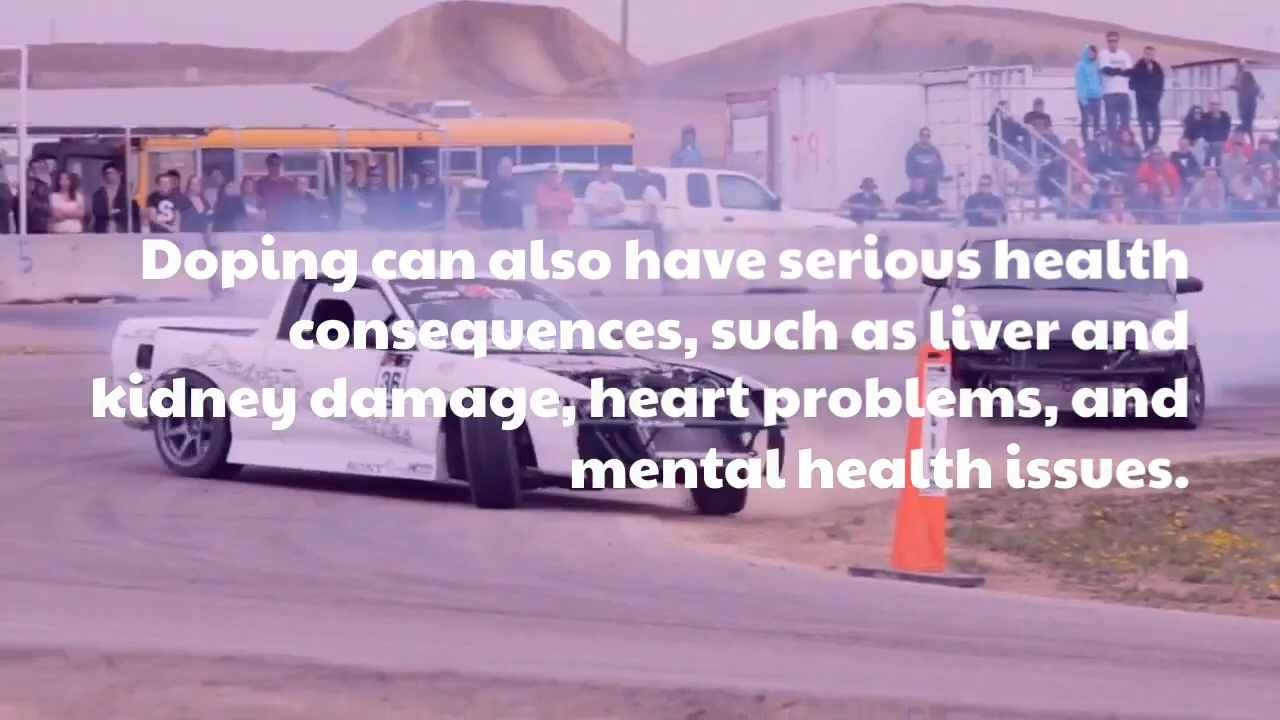 Doping can also have serious health
consequences, such as liver and
kidney damage, heart problems, and
mental health issues.
36
S